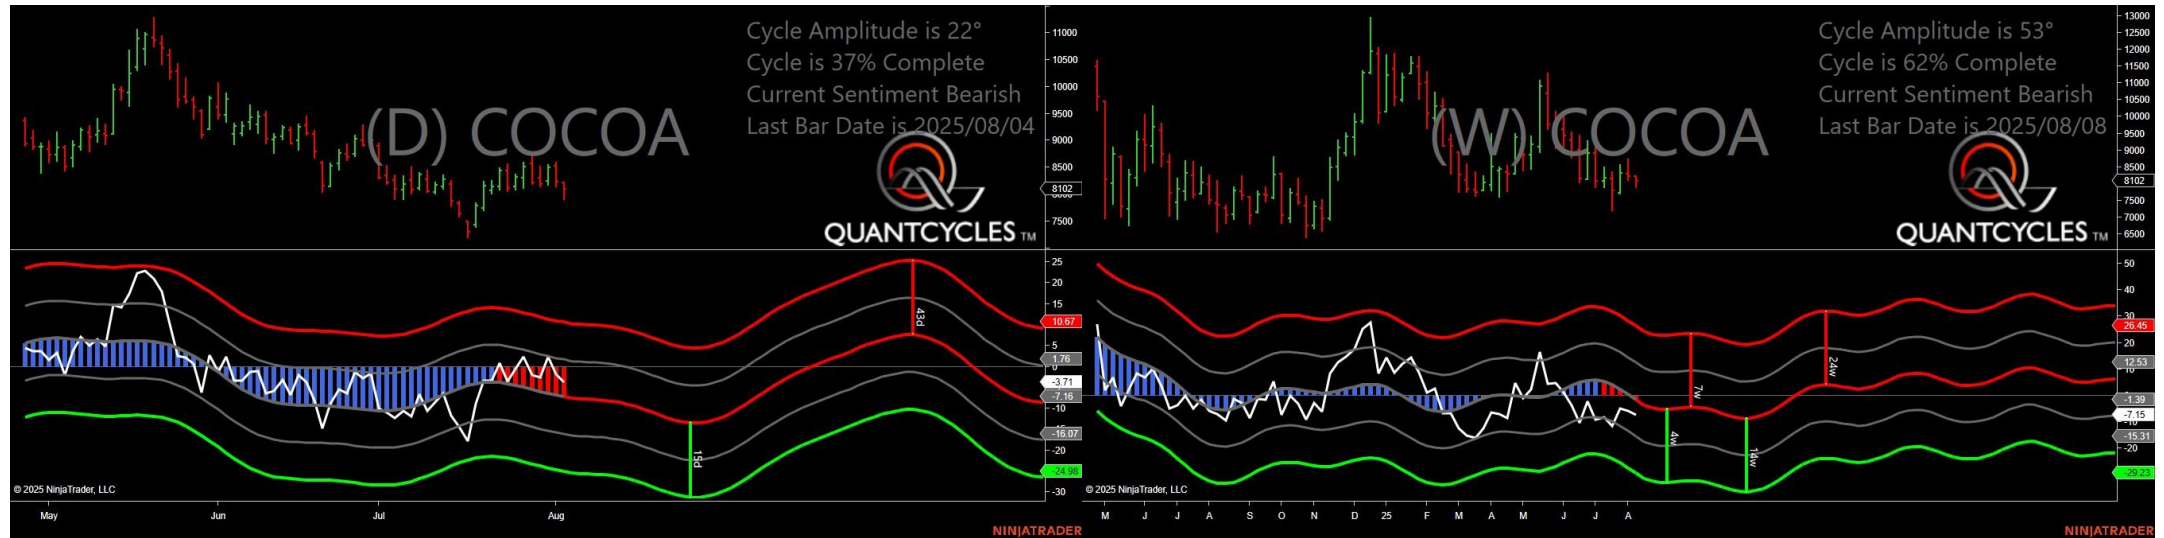 Cycle Amplitude is 22°
Cycle is 37% Complete
Current Sentiment Bearish
Last Bar Date is 2025/08/04
(D) COCOA
QUANTCYCLES TM
11000
10500
10000
9500
9000
8500
8102
7500
25
20
15
10.67
5
1.76
0
-3.71
-7.16
-10
-16.07
-20
-24.98
-30
43d
15d
© 2025 NinjaTrader, LLC
May Jun Jul Aug
NINJATRADER
Cycle Amplitude is 53°
Cycle is 62% Complete
Current Sentiment Bearish
Last Bar Date is 2025/08/08
(W) COCOA
QUANTCYCLES TM
13000
12500
12000
11500
11000
10500
10000
9500
9000
8500
8102
7500
7000
6500
50
40
30
26.45
20
12.53
10
-1.39
-7.15
-10
-15.31
-20
-29.23
7w
24w
4w
14w
© 2025 NinjaTrader, LLC
M J J A S O N D 25 F M A M J J A
NINJATRADER